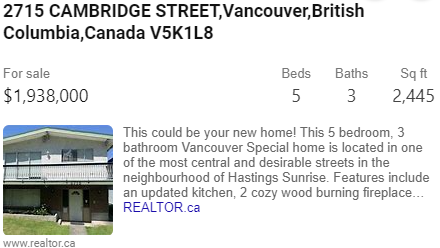 2715 CAMBRIDGE STREET,Vancouver,British
Columbia,Canada V5K1L8
For sale Beds Baths Sq ft
$1,938,000 5 3 2,445
This could be your new home! This 5 bedroom, 3
bathroom Vancouver Special home is located in one
of the most central and desirable streets in the
neighbourhood of Hastings Sunrise. Features include
an updated kitchen, 2 cozy wood burning fireplace...
REALTOR.ca
www.realtor.ca